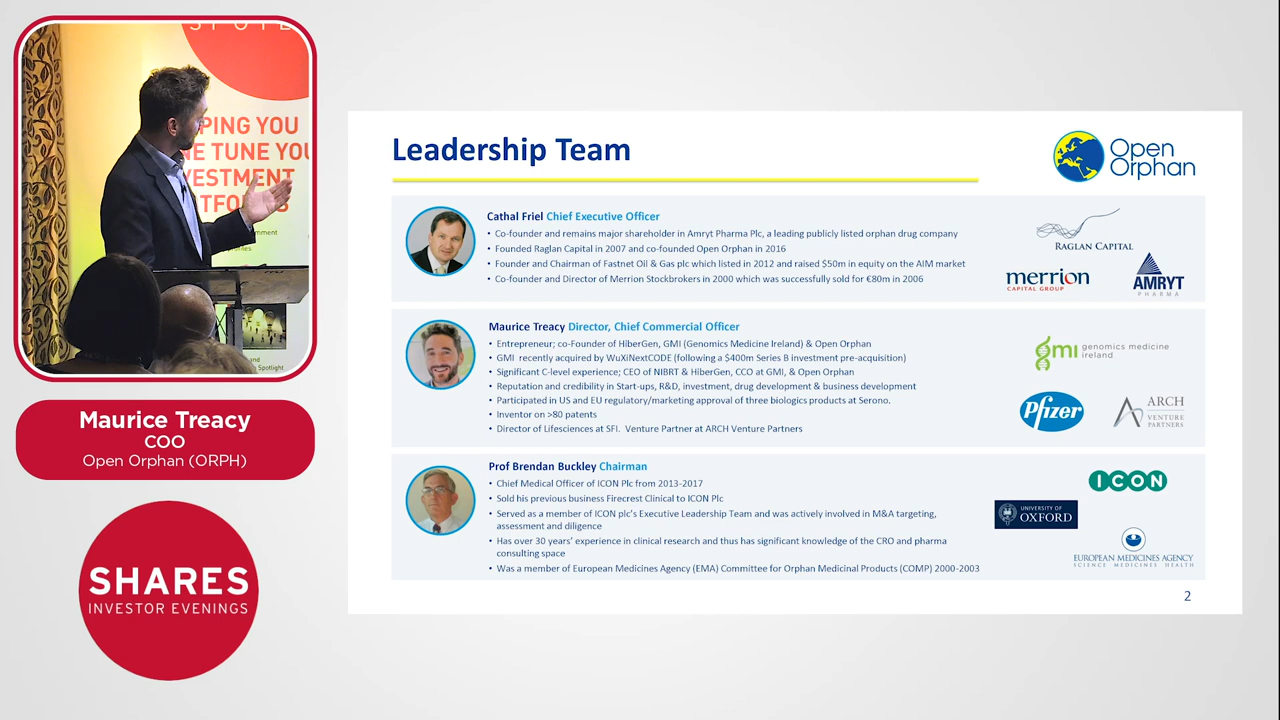 SPOTL
PING YOU
NE TUNE YOU
VESTMENT
TFO S
Spotlight
Maurice Treacy
COO
Open Orphan (ORPH)
SHARES
INVESTOR EVENINGS
Leadership Team
Open
Orphan
Cathal Friel Chief Executive Officer
• Co-founder and remains major shareholder in Amryt Pharma Plc, a leading publicly listed orphan drug company
• Founded Raglan Capital in 2007 and co-founded Open Orphan in 2016
• Founder and Chairman of Fastnet Oil & Gas plc which listed in 2012 and raised $50m in equity on the AIM market
• Co-founder and Director of Merrion Stockbrokers in 2000 which was successfully sold for €80m in 2006
RAGLAN CAPITAL
merrion
CAPITAL GROUP
AMRYT
PHARMA
Maurice Treacy Director, Chief Commercial Officer
• Entrepreneur; co-Founder of HiberGen, GMI (Genomics Medicine Ireland) & Open Orphan
• GMI recently acquired by WuXiNextCODE (following a $400m Series B investment pre-acquisition)
• Significant C-level experience; CEO of NIBRT & HiberGen, CCO at GMI, & Open Orphan
• Reputation and credibility in Start-ups, R&D, investment, drug development & business development
• Participated in US and EU regulatory/marketing approval of three biologics products at Serono.
• Inventor on >80 patents
• Director of Lifesciences at SFI. Venture Partner at ARCH Venture Partners
gmi genomics medicine
ireland
Pfizer
ARCH
VENTURE
PARTNERS
Prof Brendan Buckley Chairman
• Chief Medical Officer of ICON Plc from 2013-2017
• Sold his previous business Firecrest Clinical to ICON Plc
• Served as a member of ICON plc's Executive Leadership Team and was actively involved in M&A targeting,
assessment and diligence
• Has over 30 years' experience in clinical research and thus has significant knowledge of the CRO and pharma
consulting space
• Was a member of European Medicines Agency (EMA) Committee for Orphan Medicinal Products (COMP) 2000-2003
ICON
UNIVERSITY OF
OXFORD
EUROPEAN MEDICINES AGENCY
SCIENCE MEDICINES HEALTH
2